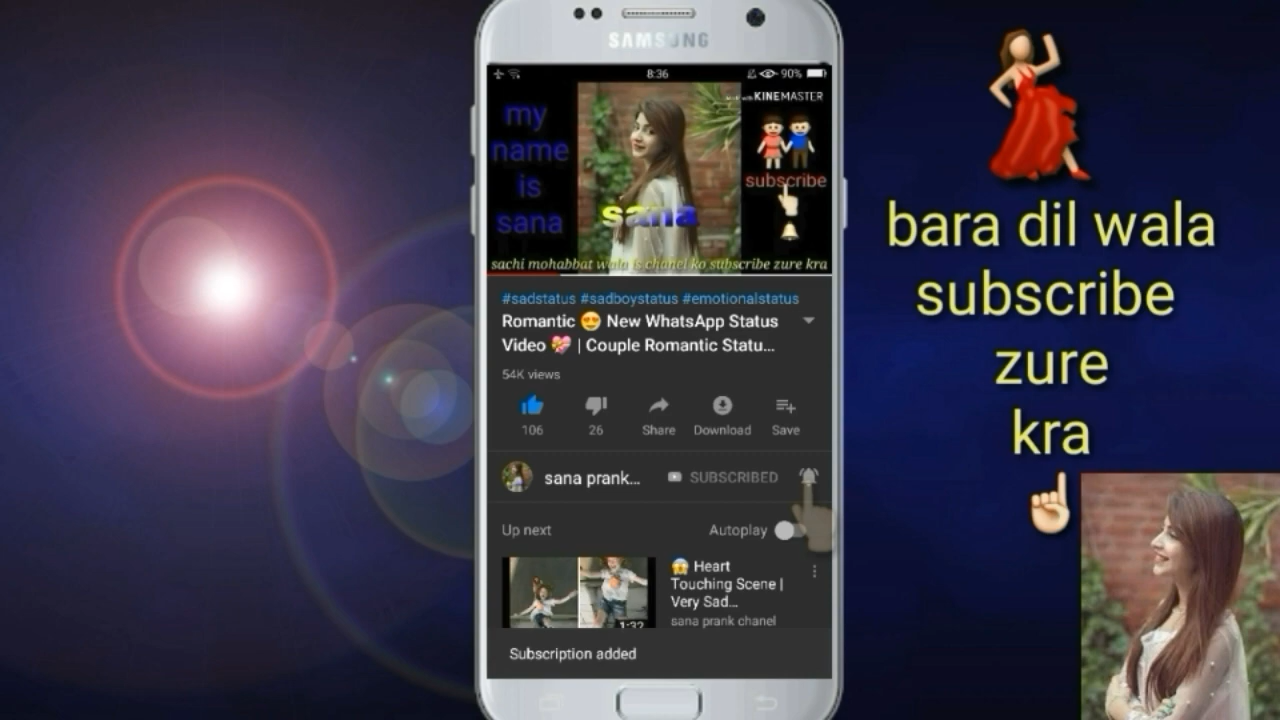 SAMSUNG
8:36
90%
my
name
is
sana
Made with KINEMASTER
subscribe
sana
sachi mohabbat wala is chanel ko subscribe zure kra
#sadstatus #sadboystatus #emotionalstatus
Romantic 😍 New WhatsApp Status
Video 💝 | Couple Romantic Statu...
54K views
106
26
Share
Download
Save
sana prank...
SUBSCRIBED
Up next
Autoplay
1:32
😱 Heart
Touching Scene |
Very Sad...
sana prank chanel
Subscription added
bara dil wala
subscribe
zure
kra